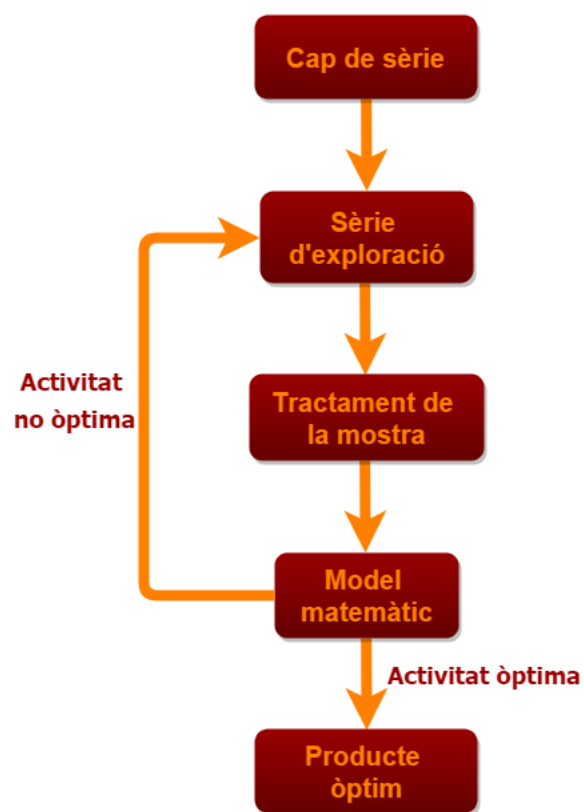 Cap de sèrie
Sèrie
d'exploració
Activitat
no òptima
Tractament de
la mostra
Model
matemàtic
Activitat òptima
Producte
òptim